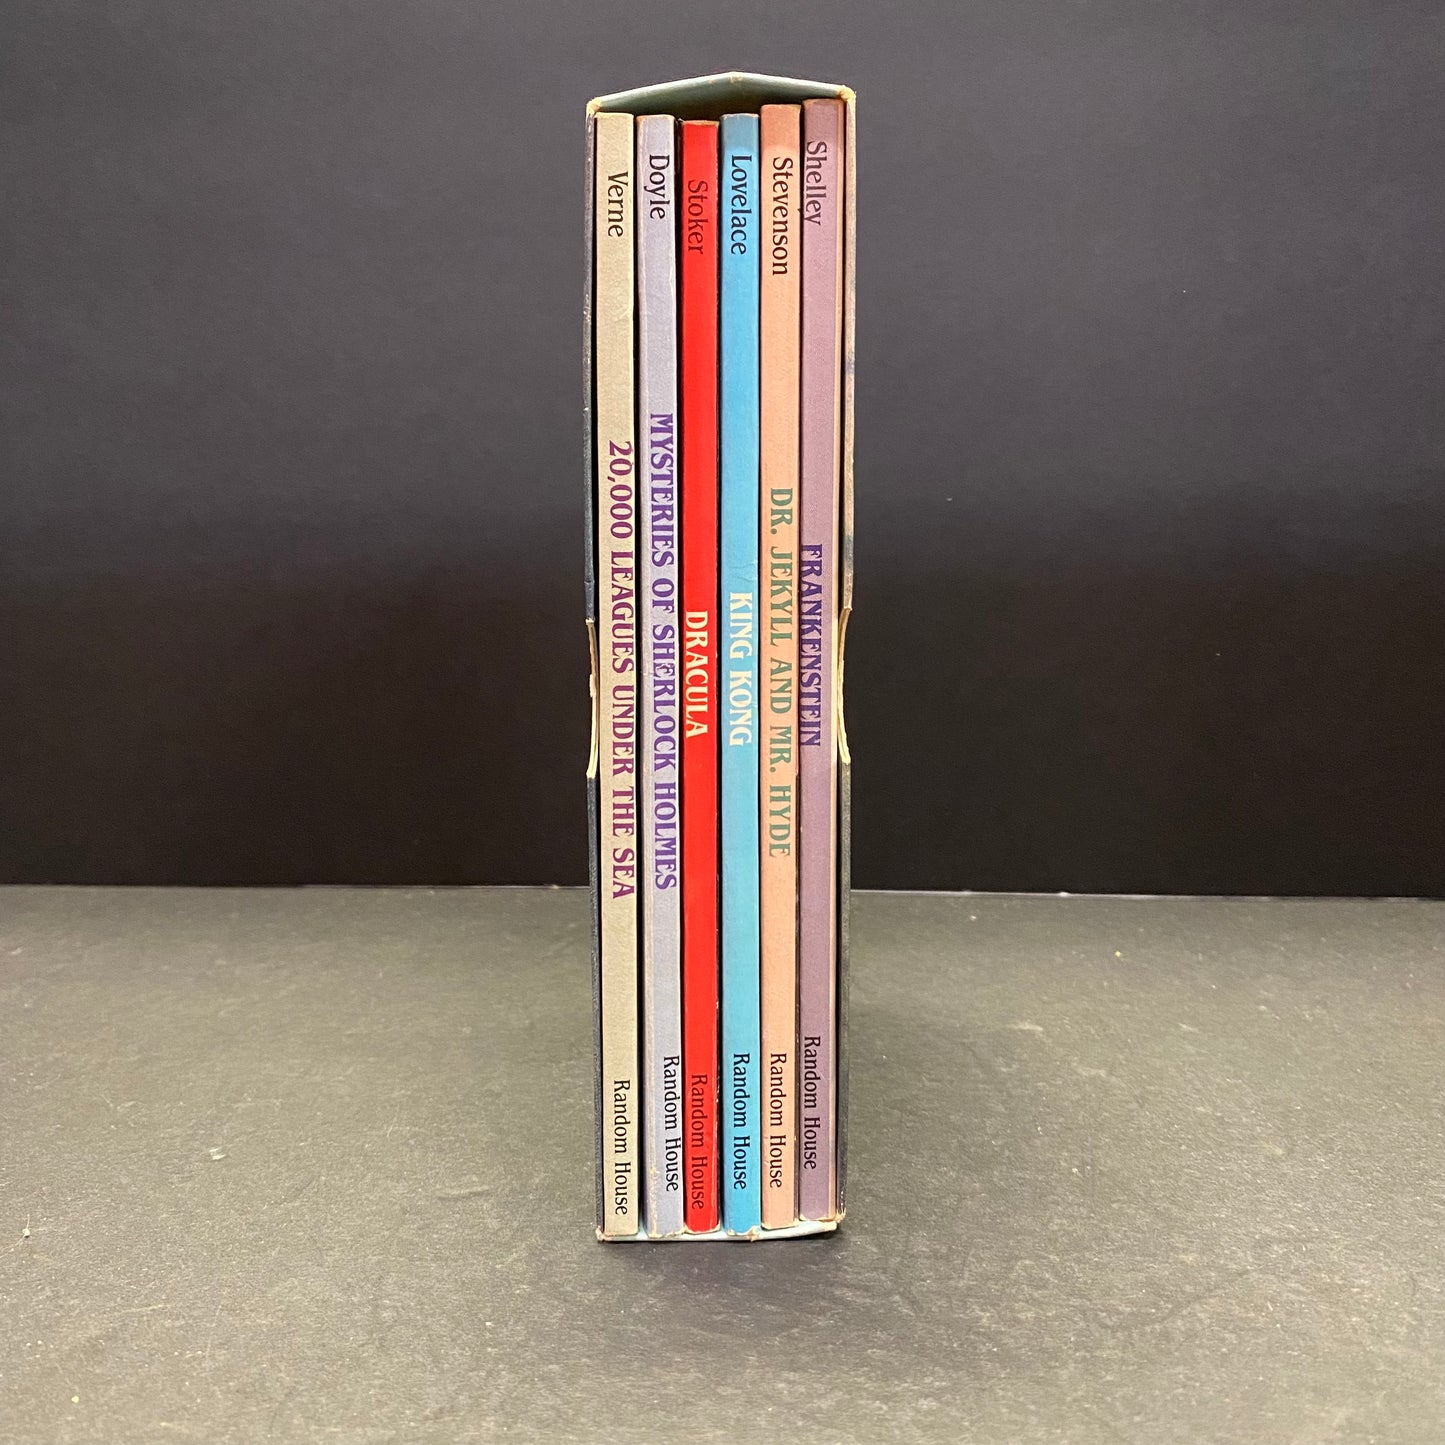 Verne 20,000 LEAGUES UNDER THE SEA Random House
Doyle MYSTERIES OF SHERLOCK HOLMES Random House
Stoker DRACULA Random House
Lovelace KING KONG Random House
Stevenson DR. JEKYLL AND MR. HYDE Random House
Shelley FRANKENSTEIN Random House